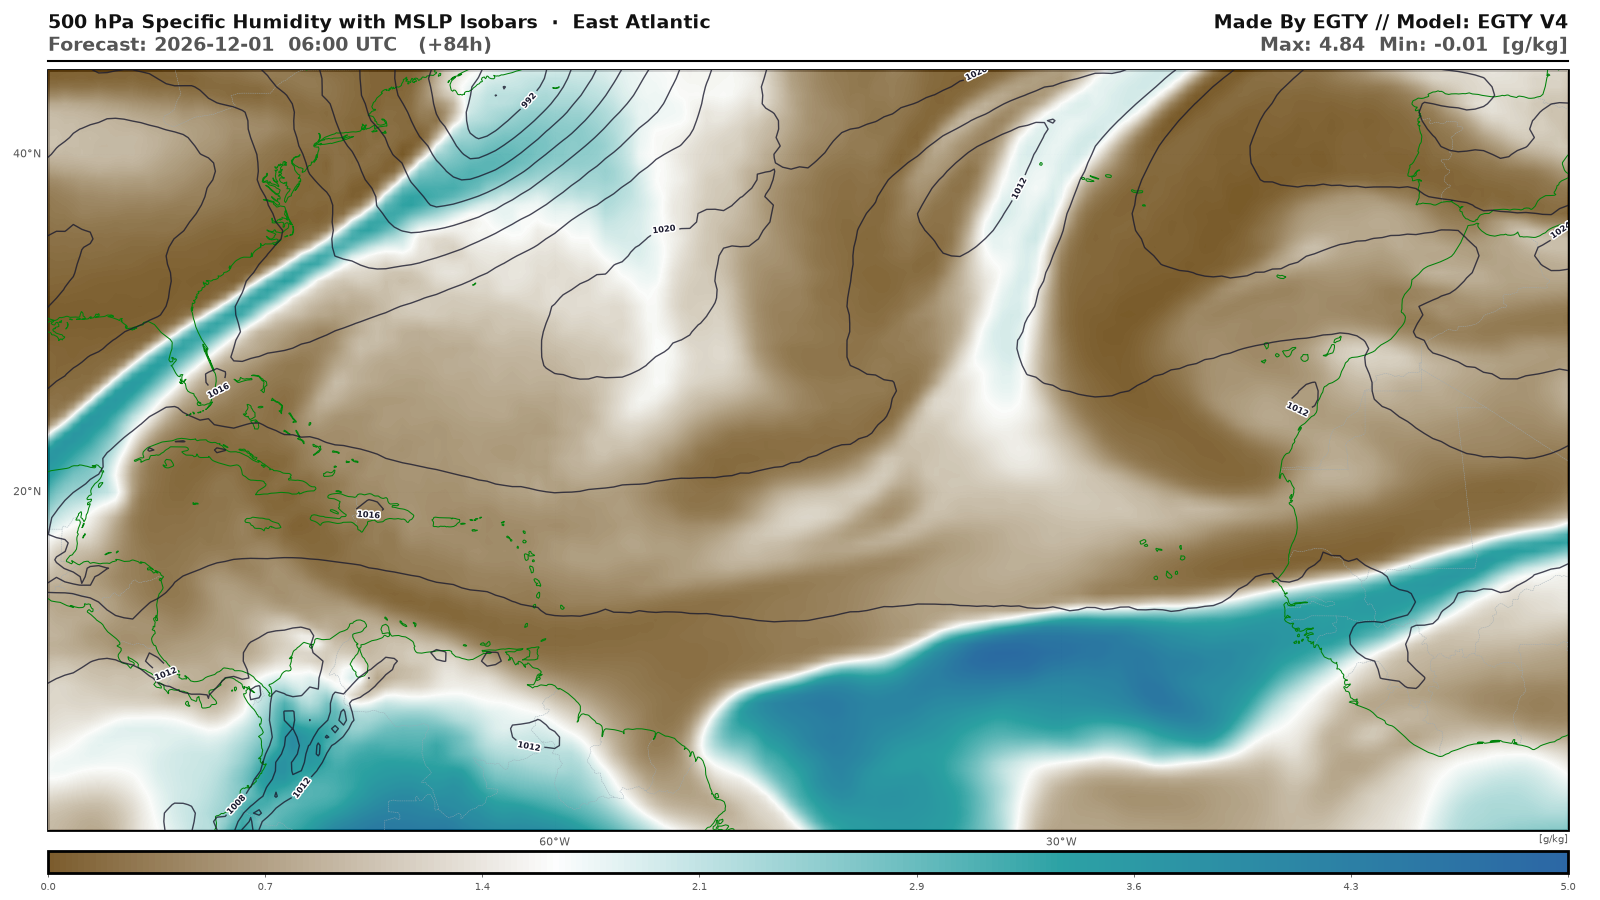 500 hPa Specific Humidity with MSLP Isobars · East Atlantic
Made By EGTY // Model: EGTY V4
Forecast: 2026-12-01 06:00 UTC (+84h)
Max: 4.84 Min: -0.01 [g/kg]
1020
992
40°N
1012
1020
1024
1016
1012
20°N
1016
1012
1012
1012
1008
60°W
30°W
[g/kg]
0.0
0.7
1.4
2.1
2.9
3.6
4.3
5.0